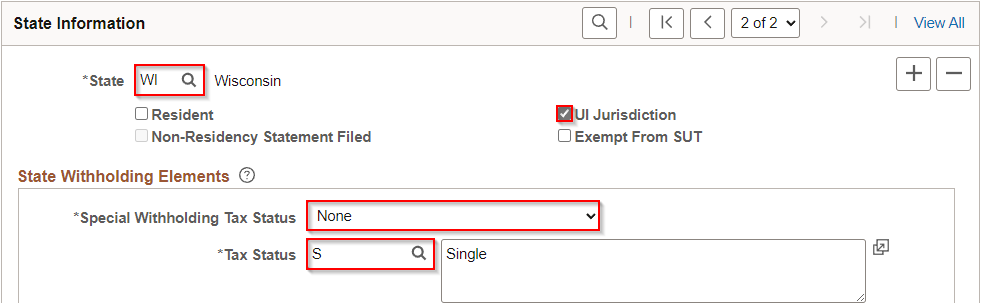 State Information 2 of 2 View All
*State WI Wisconsin
Resident UI Jurisdiction
Non-Residency Statement Filed Exempt From SUT
State Withholding Elements ?
*Special Withholding Tax Status None
*Tax Status S Single